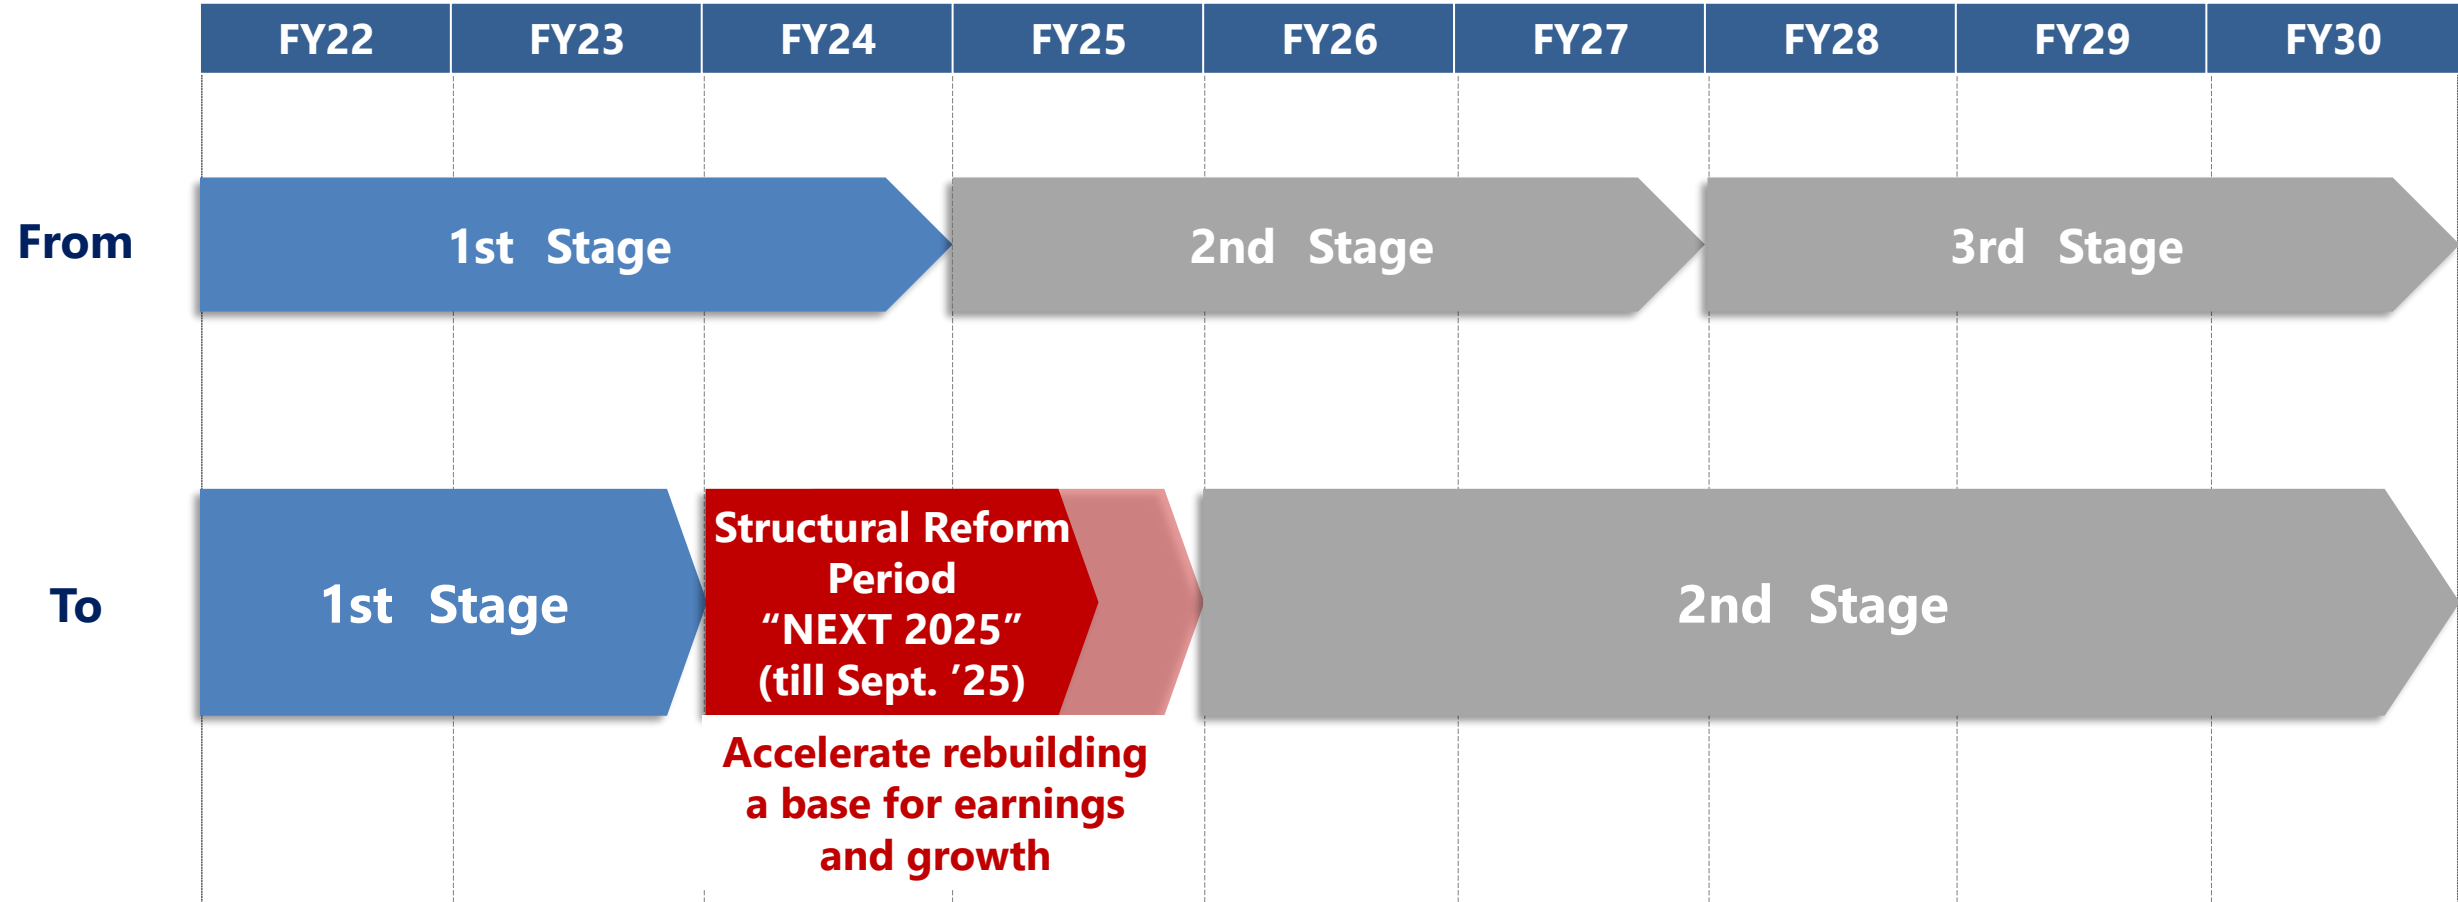 FY22 FY23 FY24 FY25 FY26 FY27 FY28 FY29 FY30
From
1st Stage
2nd Stage
3rd Stage
To
1st Stage
Structural Reform
Period
“NEXT 2025”
(till Sept. ’25)
2nd Stage
Accelerate rebuilding
a base for earnings
and growth